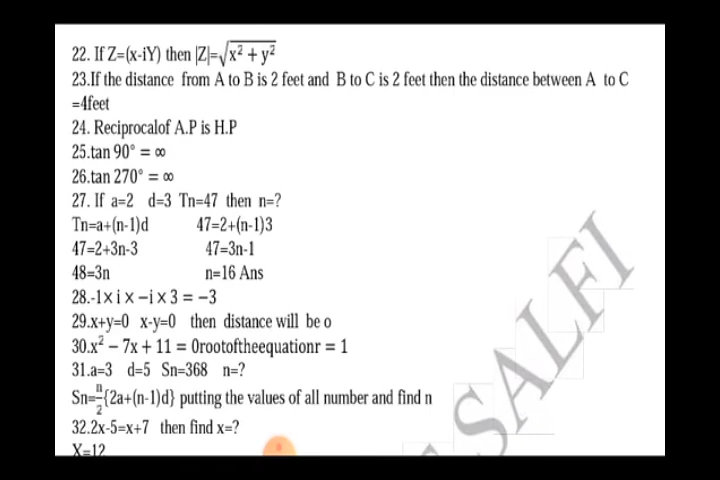 22. If Z=(x-iY) then |Z|=√x² + y²
23.If the distance from A to B is 2 feet and B to C is 2 feet then the distance between A to C
=4feet
24. Reciprocalof A.P is H.P
25.tan 90° = ∞
26.tan 270° = ∞
27. If a=2 d=3 Tn=47 then n=?
Tn=a+(n-1)d 47=2+(n-1)3
47=2+3n-3 47=3n-1
48=3n n=16 Ans
28.-1× i × −i × 3 = −3
29.x+y=0 x-y=0 then distance will be o
30.x² − 7x + 11 = 0rootoftheequationr = 1
31.a=3 d=5 Sn=368 n=?
Sn=n/2{2a+(n-1)d} putting the values of all number and find n
32.2x-5=x+7 then find x=?
X=12
SALFI